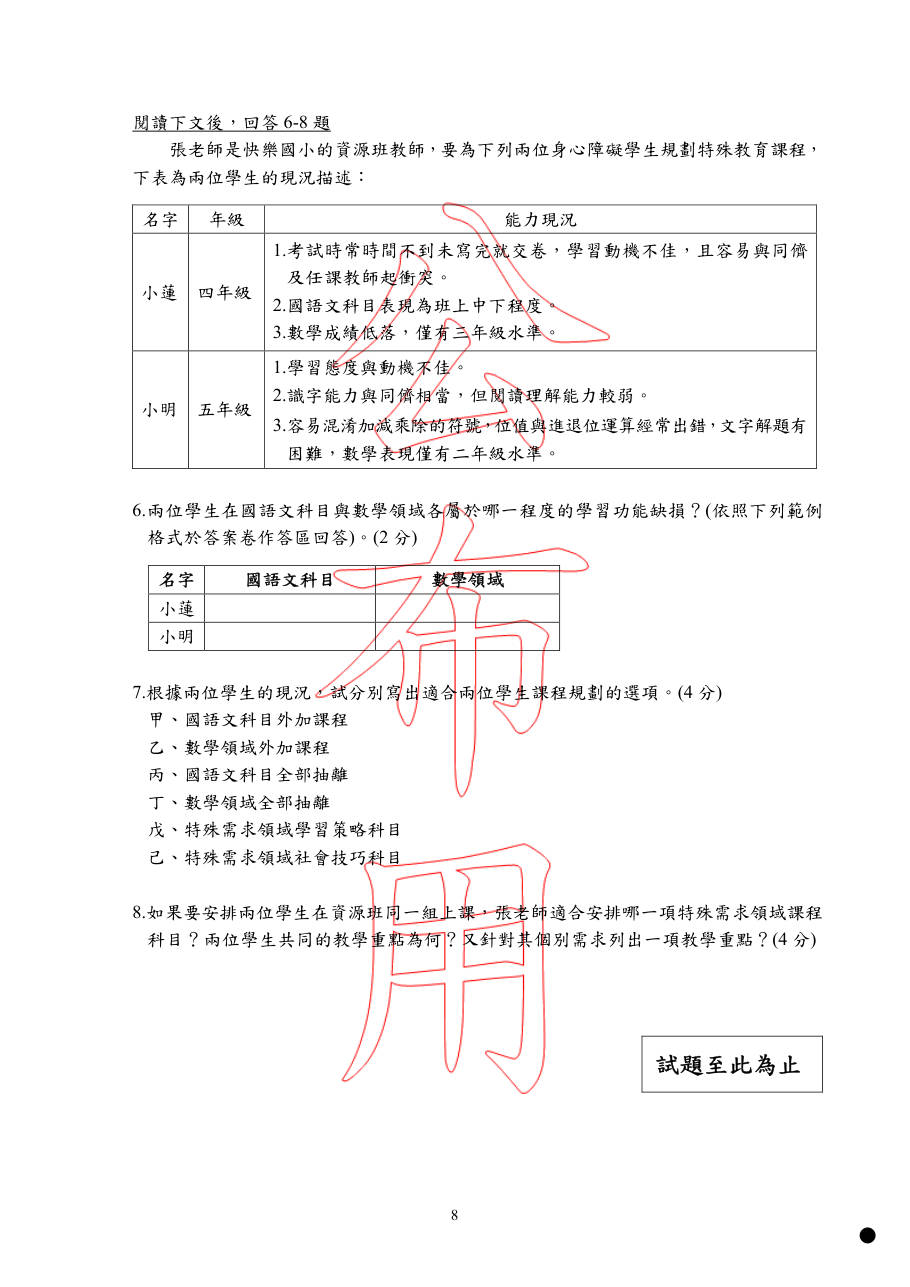 閱讀下文後，回答 6-8 題
張老師是快樂國小的資源班教師，要為下列兩位身心障礙學生規劃特殊教育課程，
下表為兩位學生的現況描述：
名字 年級 能力現況
小蓮 四年級
1.考試時常時間不到未寫完就交卷，學習動機不佳，且容易與同儕
及任課教師起衝突。
2.國語文科目表現為班上中下程度。
3.數學成績低落，僅有三年級水準。
小明 五年級
1.學習態度與動機不佳。
2.識字能力與同儕相當，但閱讀理解能力較弱。
3.容易混淆加減乘除的符號，位值與進退位運算經常出錯，文字解題有
困難，數學表現僅有二年級水準。
6.兩位學生在國語文科目與數學領域各屬於哪一程度的學習功能缺損？(依照下列範例
格式於答案卷作答區回答)。(2 分)
名字 國語文科目 數學領域
小蓮
小明
7.根據兩位學生的現況，試分別寫出適合兩位學生課程規劃的選項。(4 分)
甲、國語文科目外加課程
乙、數學領域外加課程
丙、國語文科目全部抽離
丁、數學領域全部抽離
戊、特殊需求領域學習策略科目
己、特殊需求領域社會技巧科目
8.如果要安排兩位學生在資源班同一組上課，張老師適合安排哪一項特殊需求領域課程
科目？兩位學生共同的教學重點為何？又針對其個別需求列出一項教學重點？(4 分)
試題至此為止
8
公布用